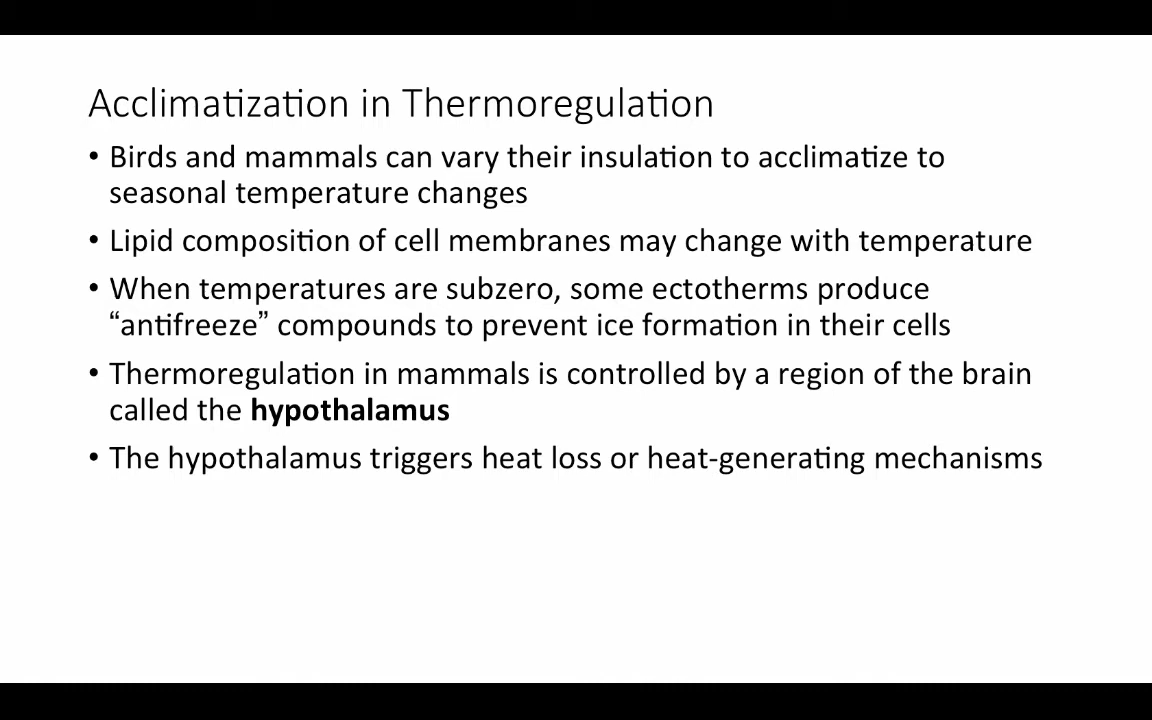 Acclimatization in Thermoregulation
• Birds and mammals can vary their insulation to acclimatize to
seasonal temperature changes
• Lipid composition of cell membranes may change with temperature
• When temperatures are subzero, some ectotherms produce
“antifreeze” compounds to prevent ice formation in their cells
• Thermoregulation in mammals is controlled by a region of the brain
called the hypothalamus
• The hypothalamus triggers heat loss or heat-generating mechanisms